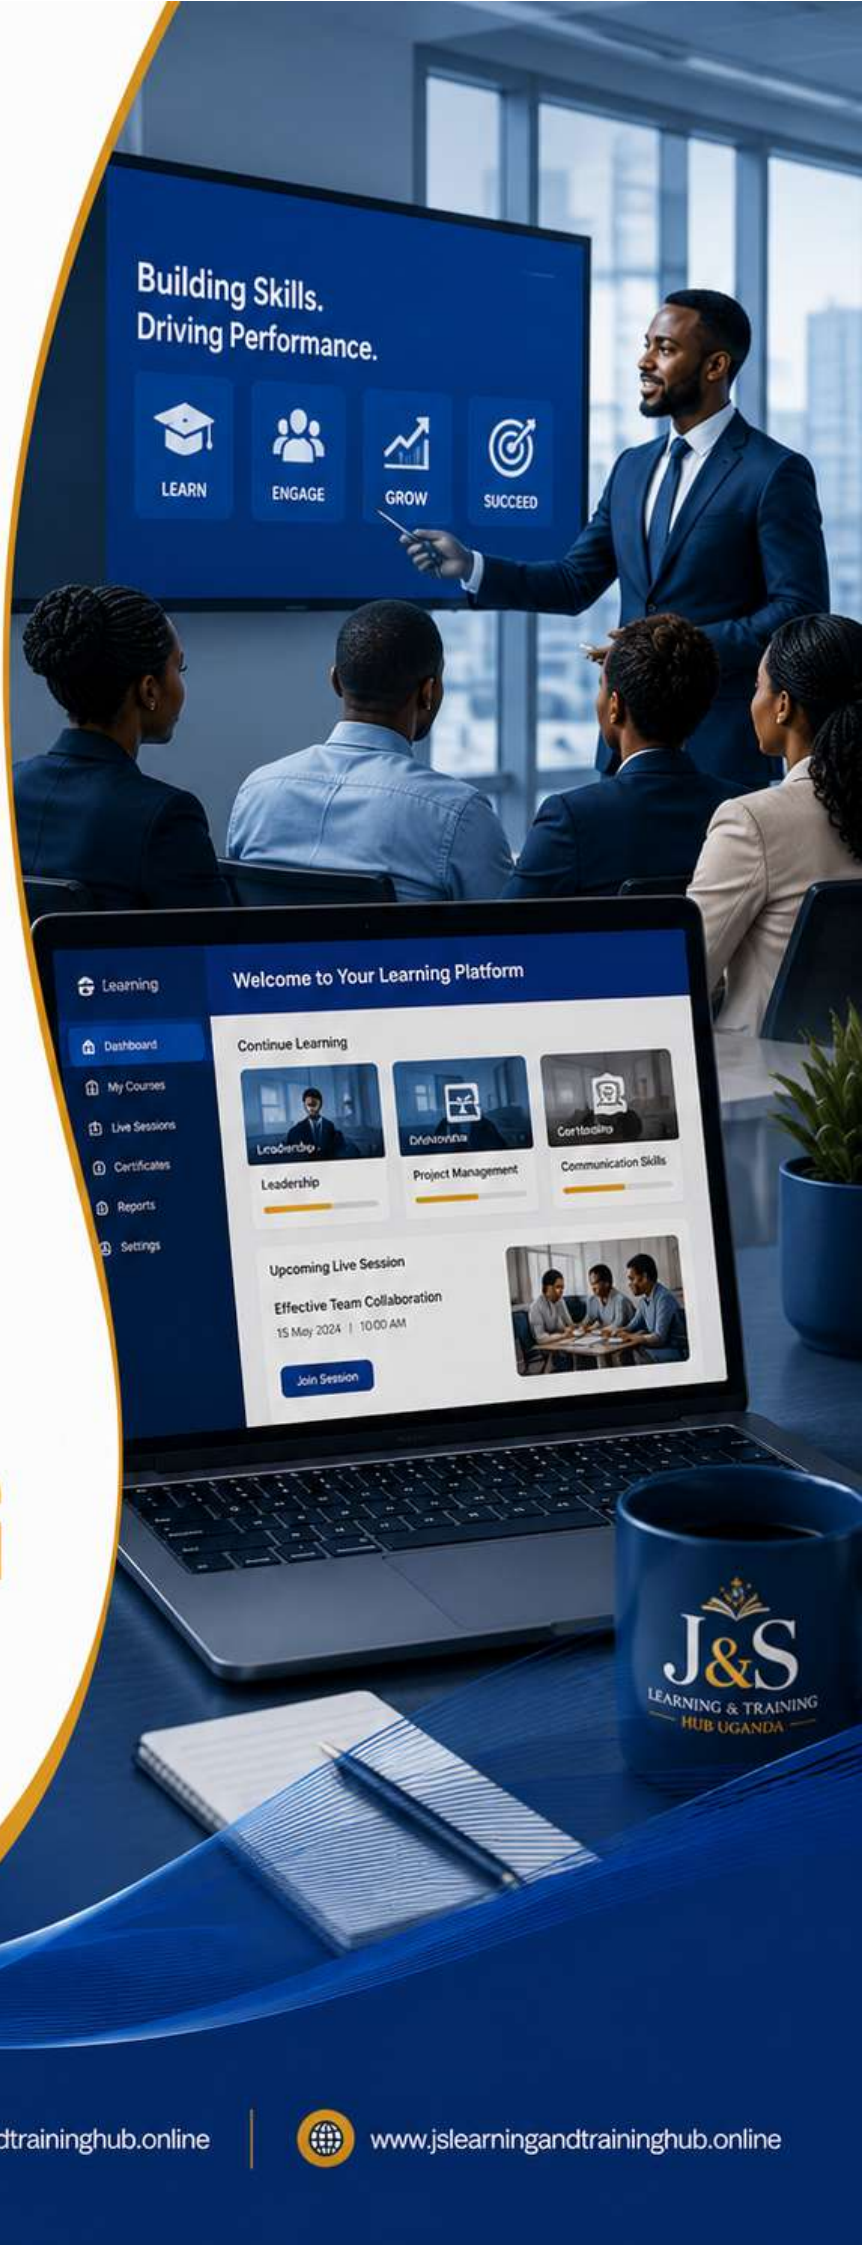 Building Skills.
Driving Performance.
LEARN
ENGAGE
GROW
SUCCEED
Learning
Welcome to Your Learning Platform
Dashboard
My Courses
Live Sessions
Certificates
Reports
Settings
Continue Learning
Leadership
Leadership
Project Management
Communication Skills
Upcoming Live Session
Effective Team Collaboration
15 May 2024 | 10:00 AM
Join Session
J&S
LEARNING & TRAINING
HUB UGANDA
dtraininghub.online
www.jslearningandtraininghub.online